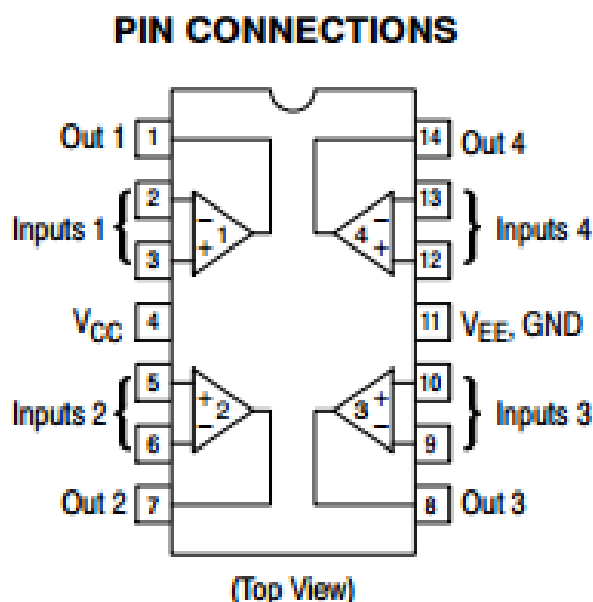 PIN CONNECTIONS
Out 1 1 14 Out 4
2 13
Inputs 1 { − 1 − 4 } Inputs 4
3 + + 12
VCC 4 11 VEE, GND
5 + + 10
Inputs 2 { 2 3 } Inputs 3
6 − − 9
Out 2 7 8 Out 3
(Top View)